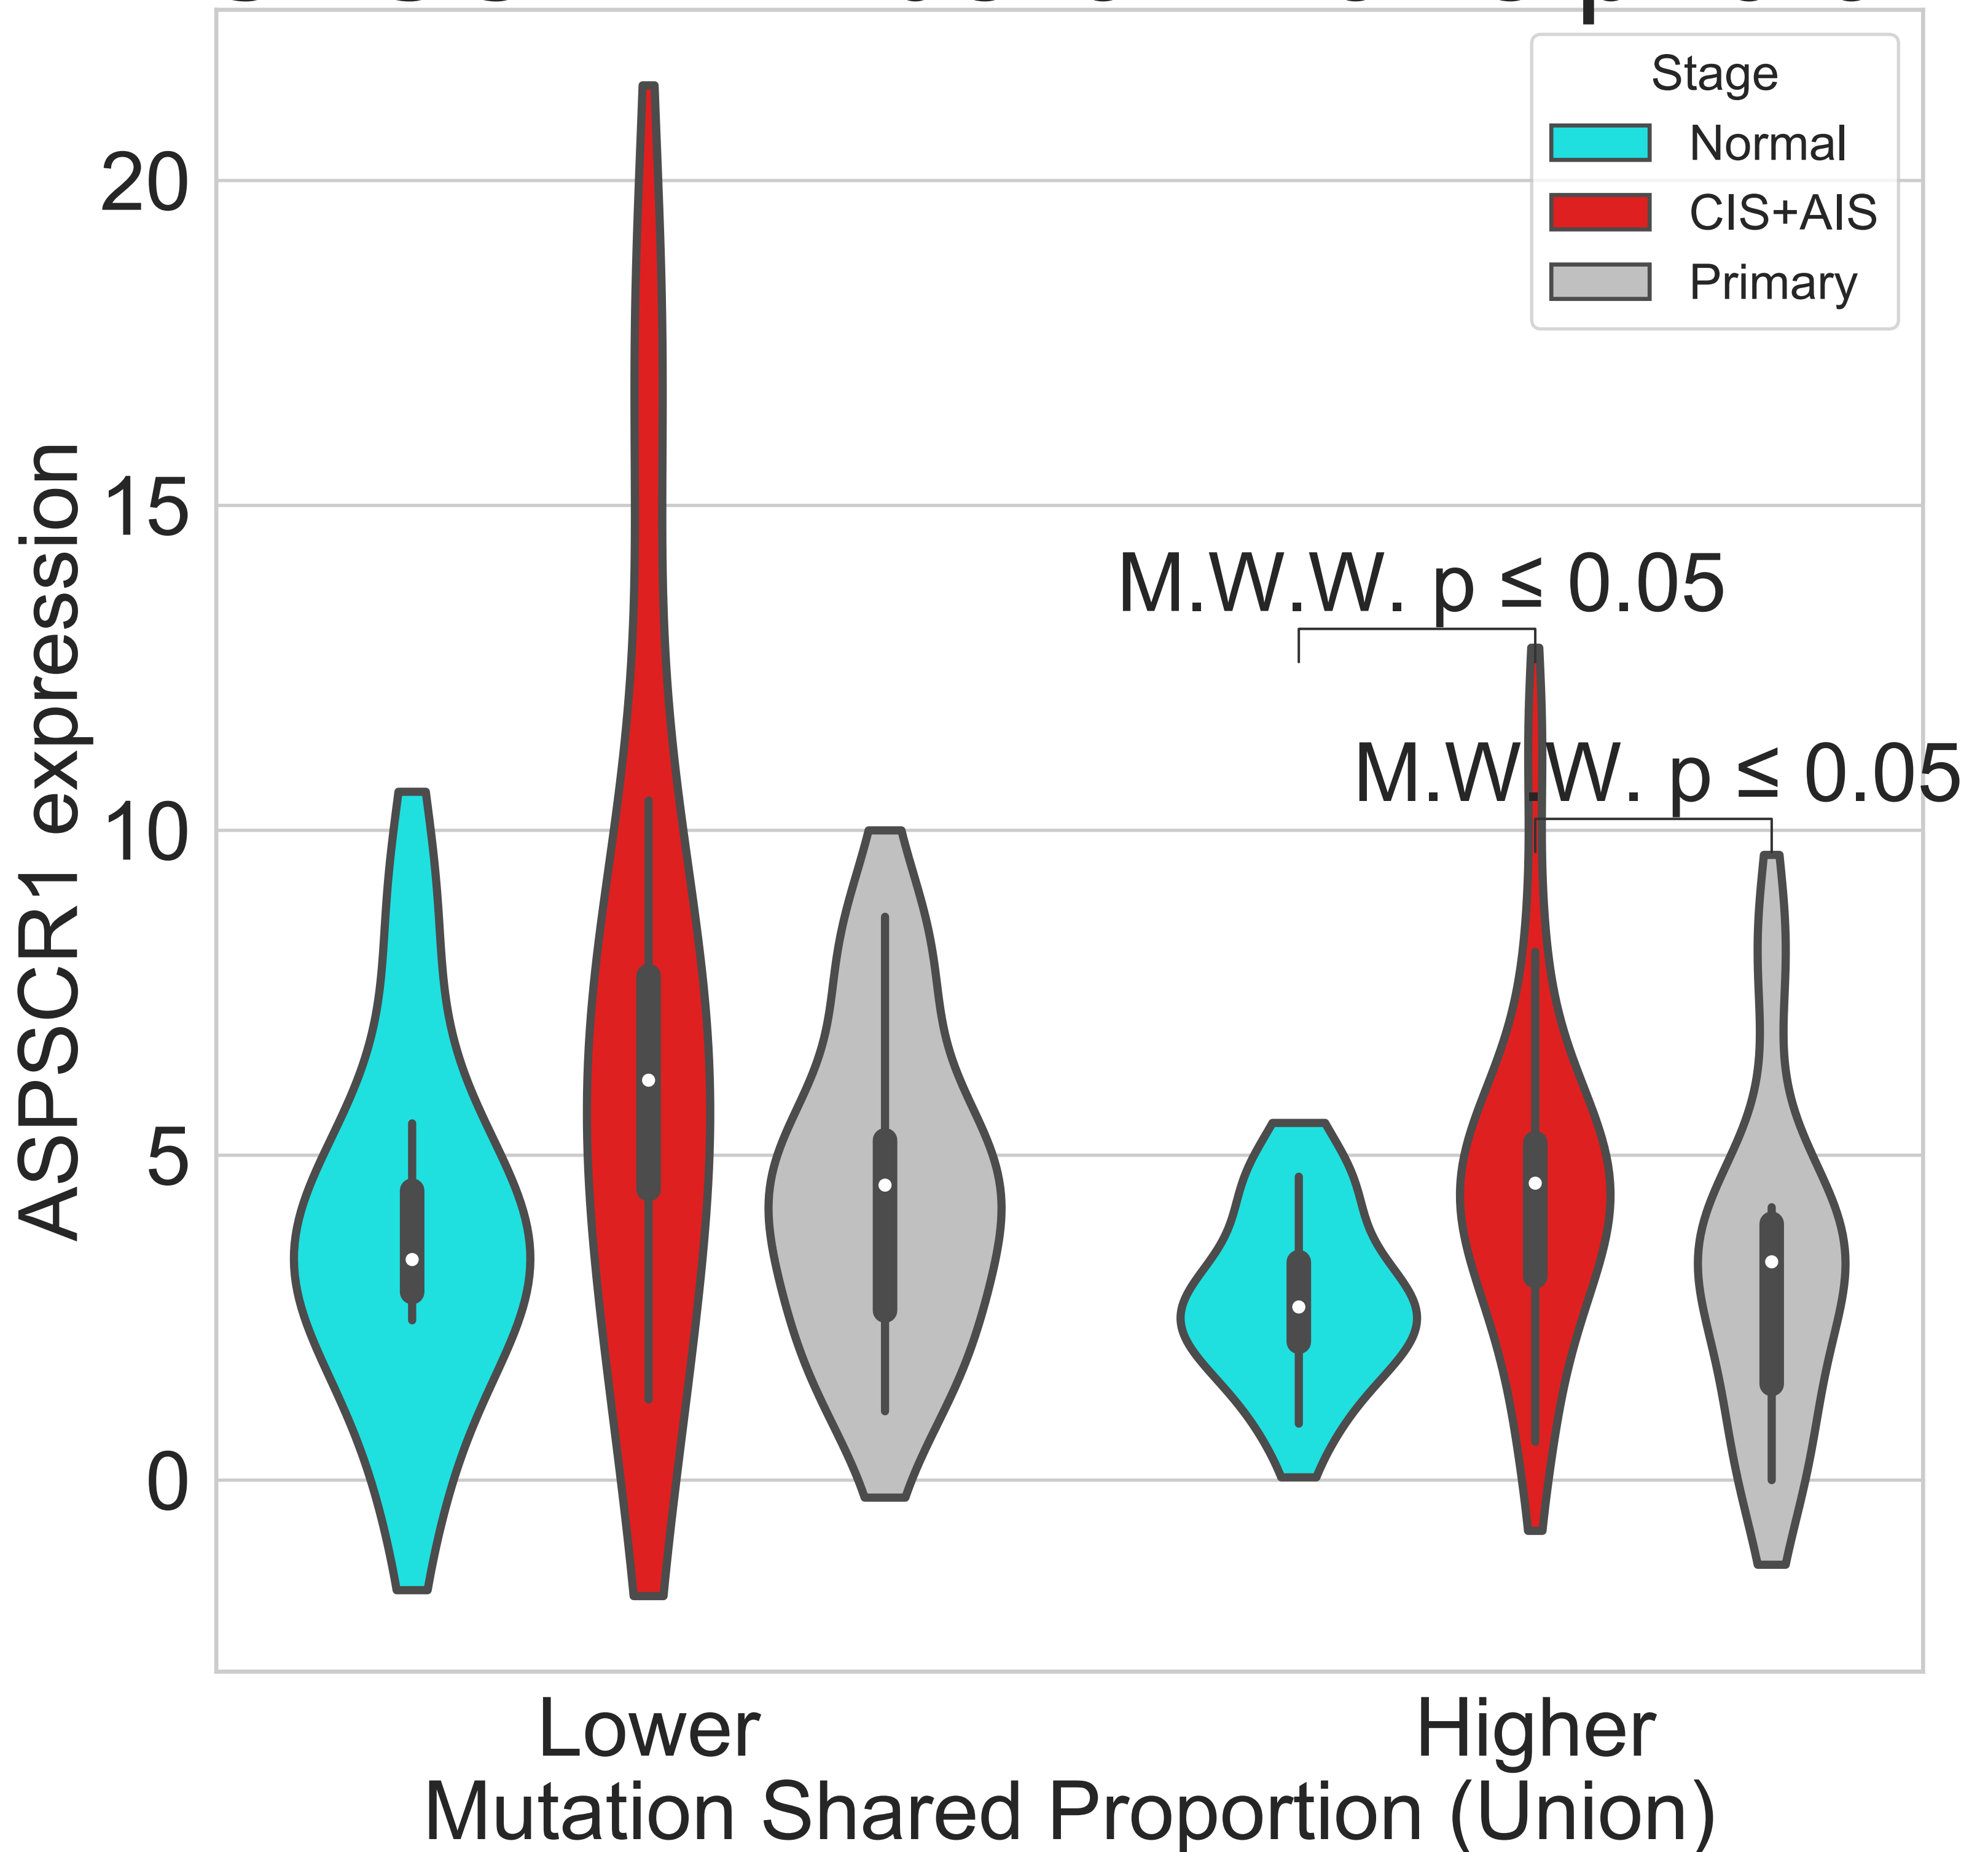 Stage
Normal
CIS+AIS
Primary
20
15
10
5
0
ASPSCR1 expression
M.W.W. p ≤ 0.05
M.W.W. p ≤ 0.05
Lower
Higher
Mutation Shared Proportion (Union)